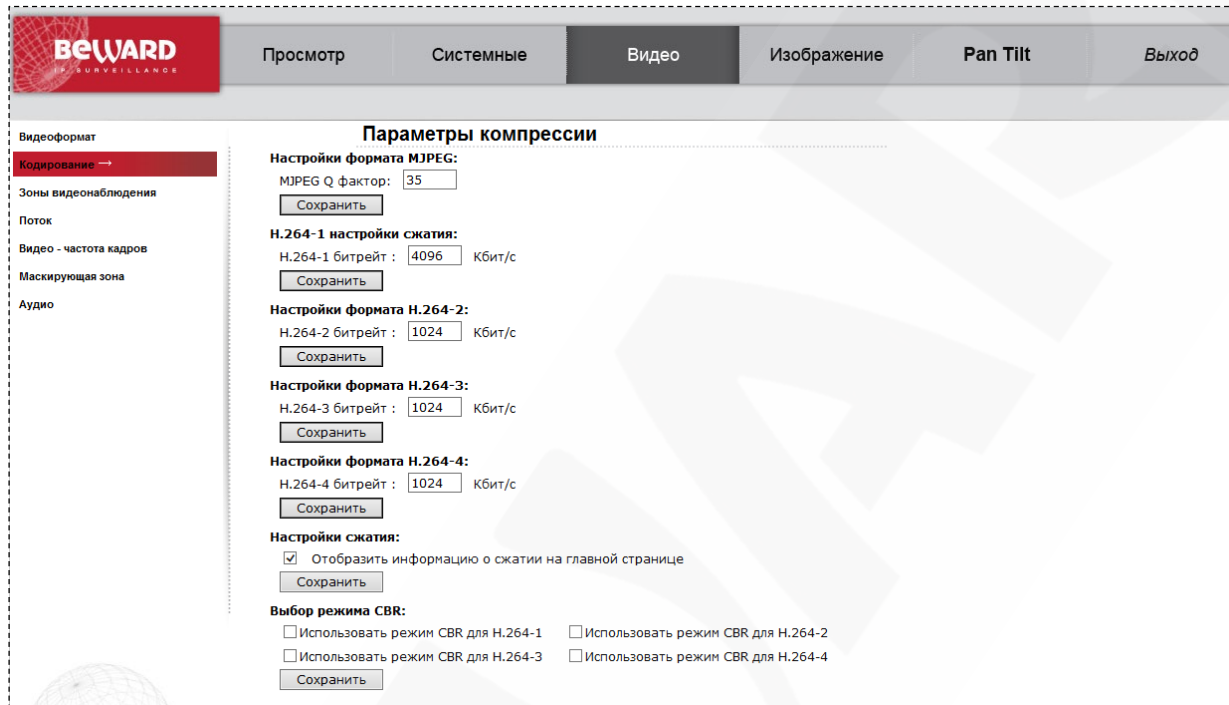 BEWARD
IP SURVEILLANCE
Просмотр Системные Видео Изображение Pan Tilt Выход
Видеоформат
Кодирование →
Зоны видеонаблюдения
Поток
Видео - частота кадров
Маскирующая зона
Аудио
Параметры компрессии
Настройки формата MJPEG:
MJPEG Q фактор: 35
Сохранить
H.264-1 настройки сжатия:
H.264-1 битрейт : 4096 Кбит/с
Сохранить
Настройки формата H.264-2:
H.264-2 битрейт : 1024 Кбит/с
Сохранить
Настройки формата H.264-3:
H.264-3 битрейт : 1024 Кбит/с
Сохранить
Настройки формата H.264-4:
H.264-4 битрейт : 1024 Кбит/с
Сохранить
Настройки сжатия:
Отобразить информацию о сжатии на главной странице
Сохранить
Выбор режима CBR:
Использовать режим CBR для H.264-1 Использовать режим CBR для H.264-2
Использовать режим CBR для H.264-3 Использовать режим CBR для H.264-4
Сохранить